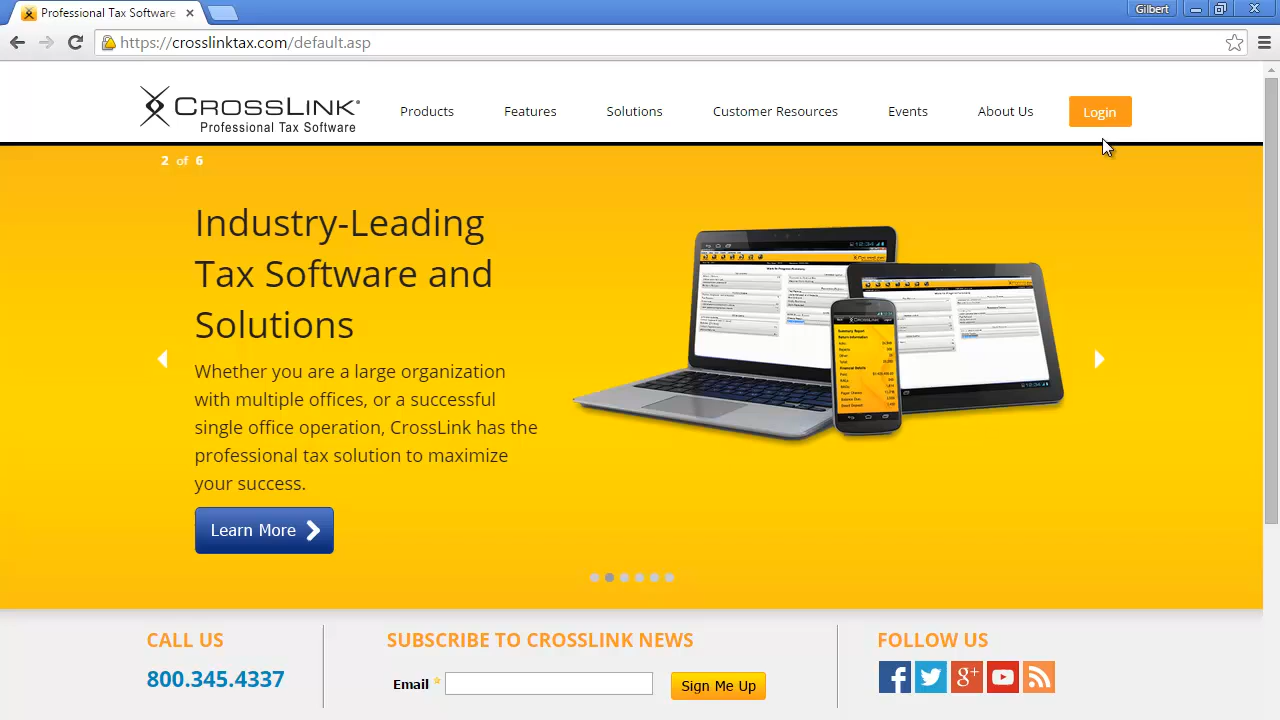 Professional Tax Software
Gilbert
https://crosslinktax.com/default.asp
CROSSLINK®
Professional Tax Software
Products
Features
Solutions
Customer Resources
Events
About Us
Login
2 of 6
Industry-Leading
Tax Software and
Solutions
Whether you are a large organization
with multiple offices, or a successful
single office operation, CrossLink has the
professional tax solution to maximize
your success.
Learn More
CALL US
800.345.4337
SUBSCRIBE TO CROSSLINK NEWS
Email
Sign Me Up
FOLLOW US